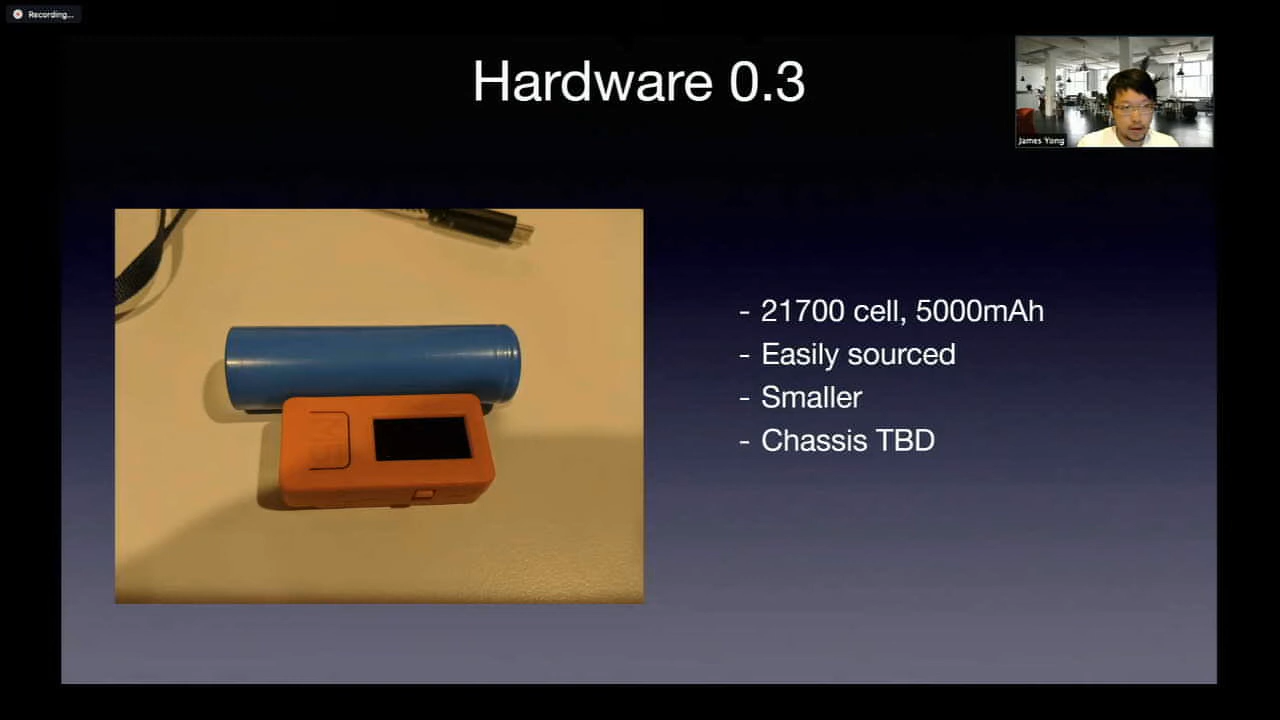 Recording...
Hardware 0.3
James Yong
- 21700 cell, 5000mAh
- Easily sourced
- Smaller
- Chassis TBD